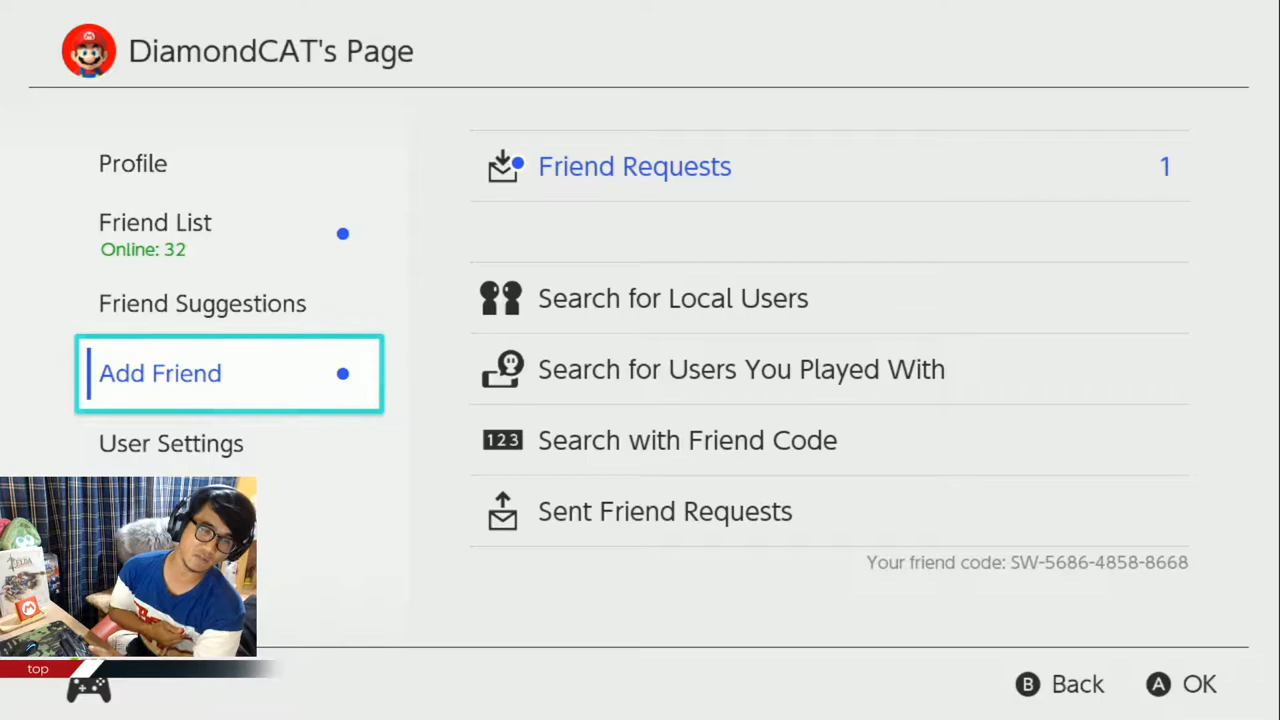 DiamondCAT's Page
Profile
Friend List
Online: 32
Friend Suggestions
Add Friend
User Settings
Friend Requests 1
Search for Local Users
Search for Users You Played With
123 Search with Friend Code
Sent Friend Requests
Your friend code: SW-5686-4858-8668
ZELDA
top
B Back
A OK